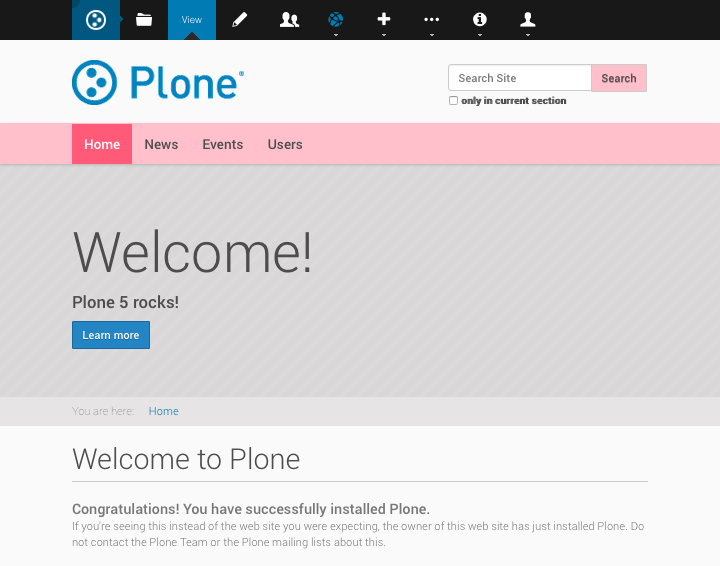 View
Plone®
Search Site
Search
only in current section
Home
News
Events
Users
Welcome!
Plone 5 rocks!
Learn more
You are here: Home
Welcome to Plone
Congratulations! You have successfully installed Plone.
If you're seeing this instead of the web site you were expecting, the owner of this web site has just installed Plone. Do
not contact the Plone Team or the Plone mailing lists about this.